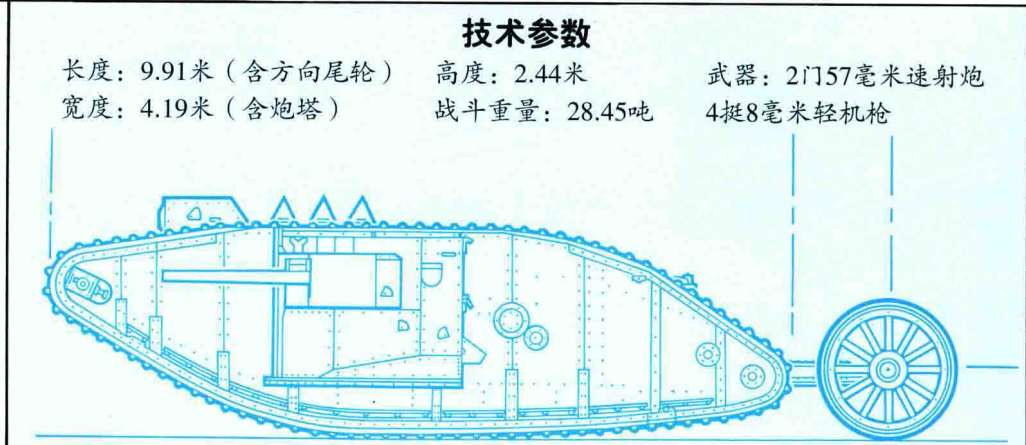 技术参数
长度：9.91米（含方向尾轮） 高度：2.44米 武器：2门57毫米速射炮
宽度：4.19米（含炮塔） 战斗重量：28.45吨 4挺8毫米轻机枪